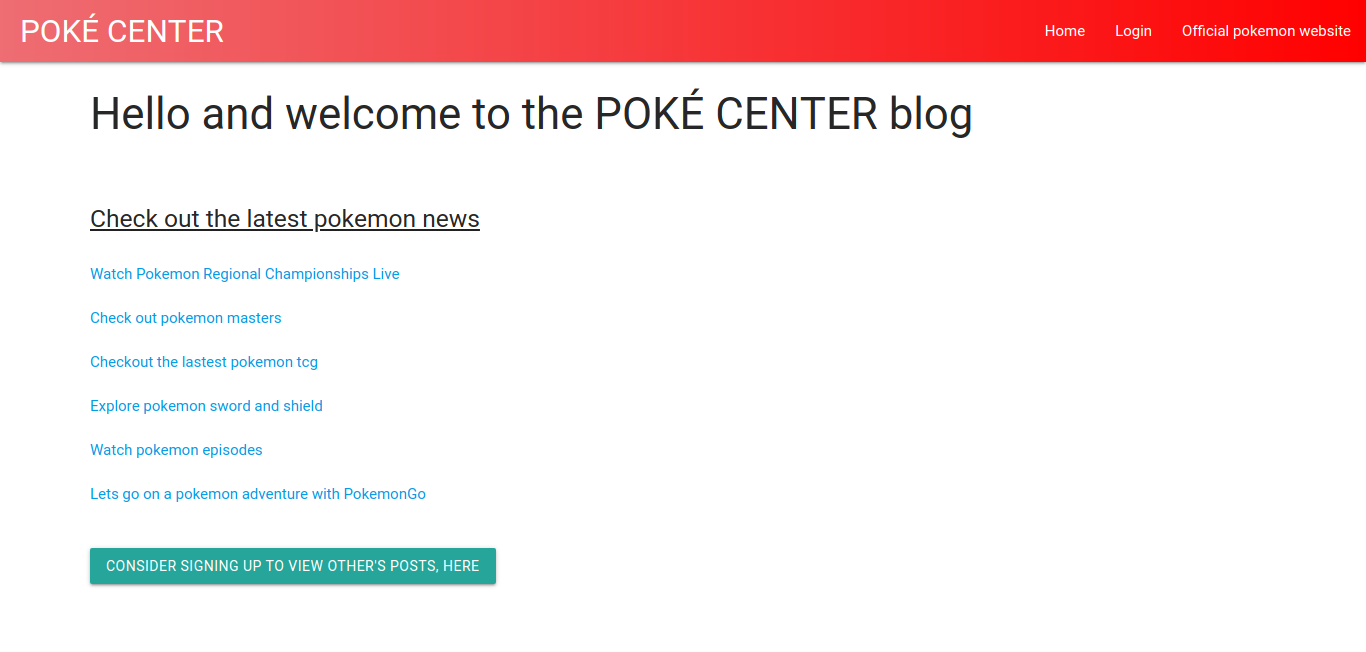 POKÉ CENTER
Home
Login
Official pokemon website
Hello and welcome to the POKÉ CENTER blog
Check out the latest pokemon news
Watch Pokemon Regional Championships Live
Check out pokemon masters
Checkout the lastest pokemon tcg
Explore pokemon sword and shield
Watch pokemon episodes
Lets go on a pokemon adventure with PokemonGo
CONSIDER SIGNING UP TO VIEW OTHER'S POSTS, HERE